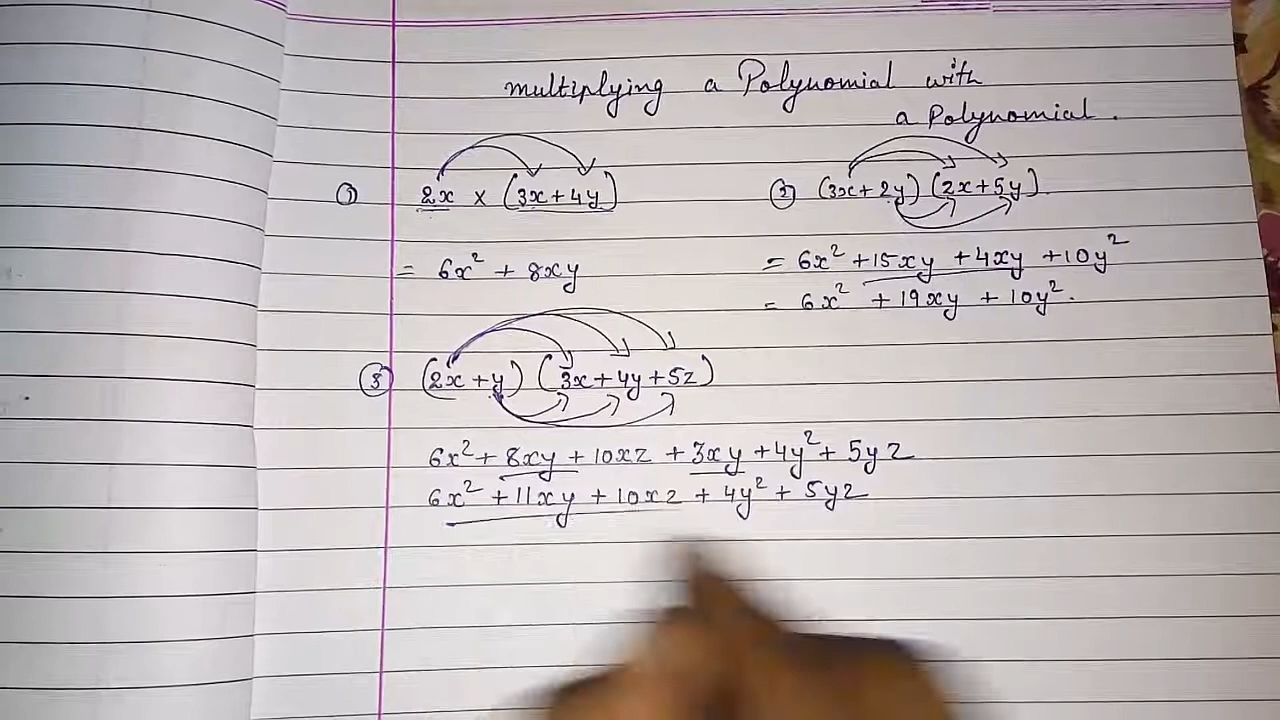 multiplying a Polynomial with
a Polynomial.
① 2x × (3x+4y)
= 6x² + 8xy
② (3x+2y)(2x+5y)
= 6x² +15xy +4xy +10y²
= 6x² +19xy + 10y².
③ (2x+y) (3x+4y+5z)
6x²+ 8xy + 10xz + 3xy +4y²+ 5yz
6x² +11xy + 10xz + 4y² + 5yz